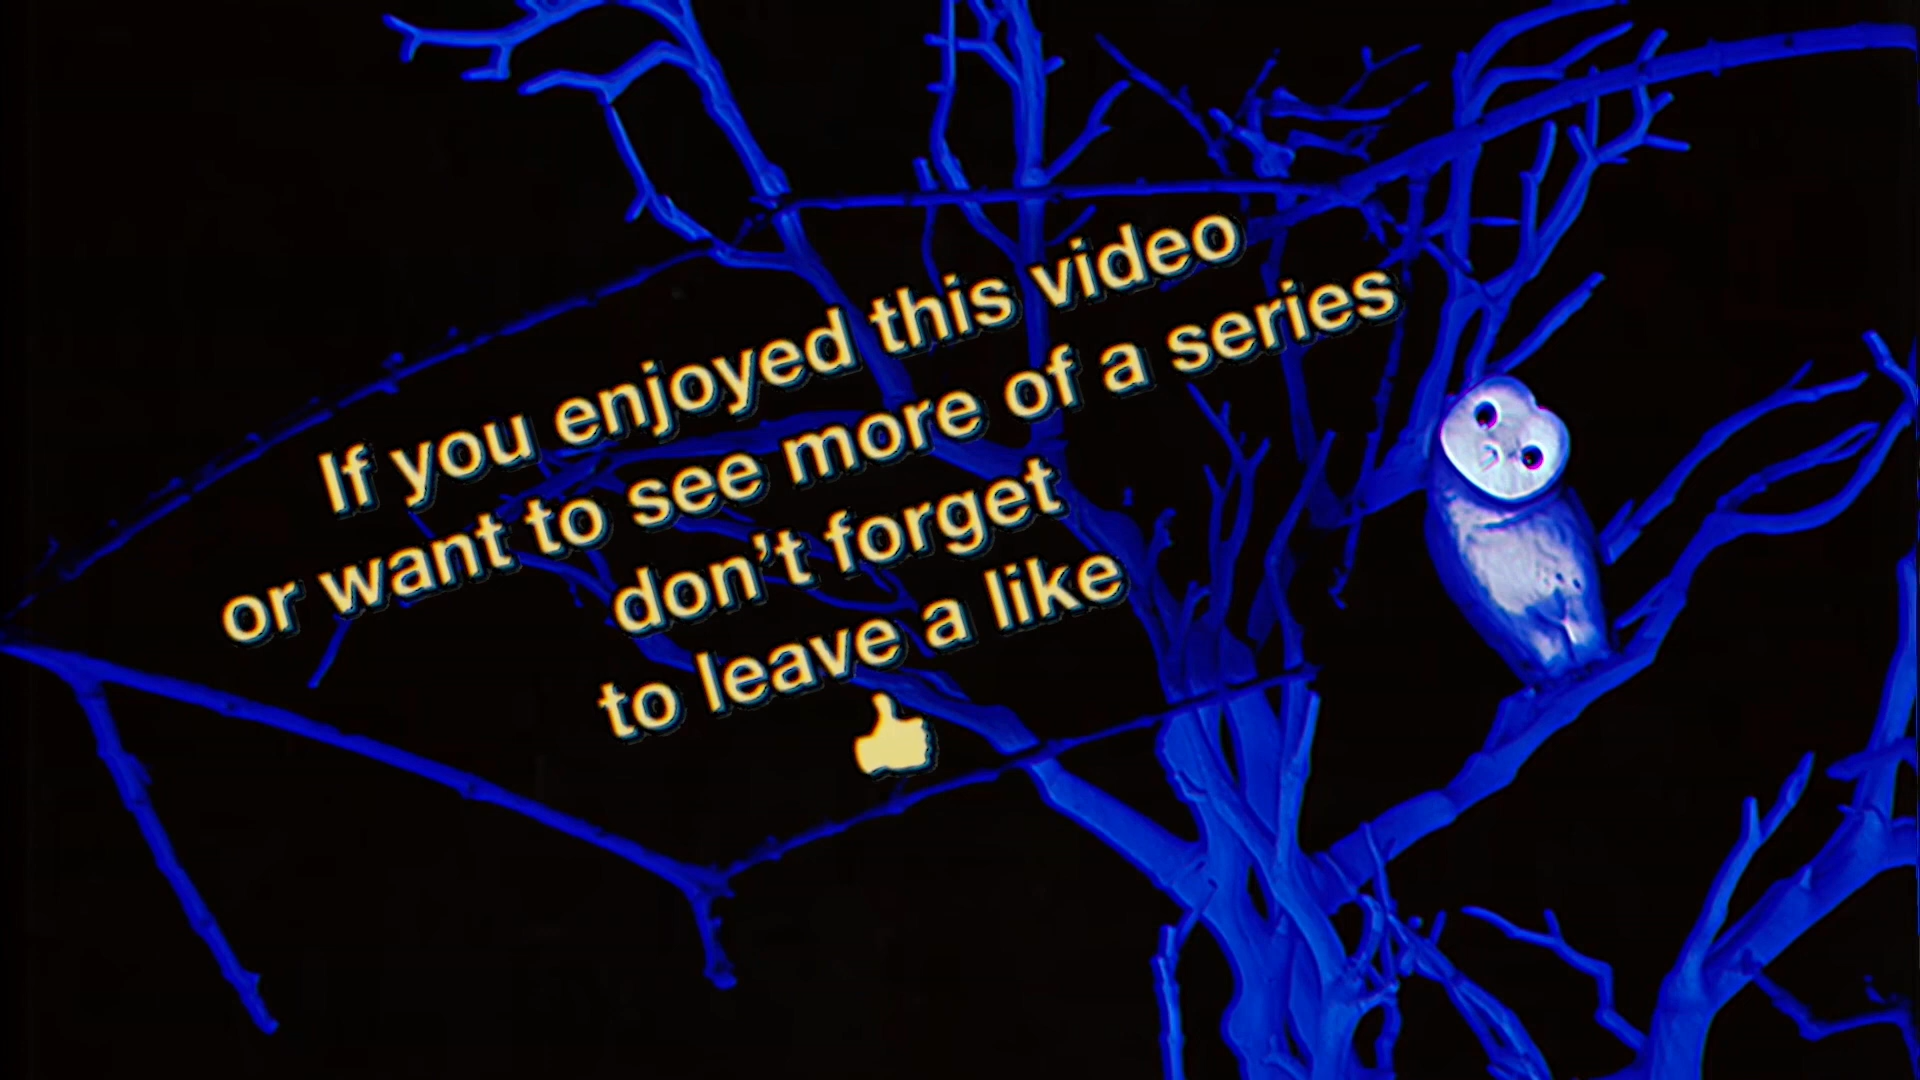 If you enjoyed this video
or want to see more of a series
don't forget
to leave a like
👍